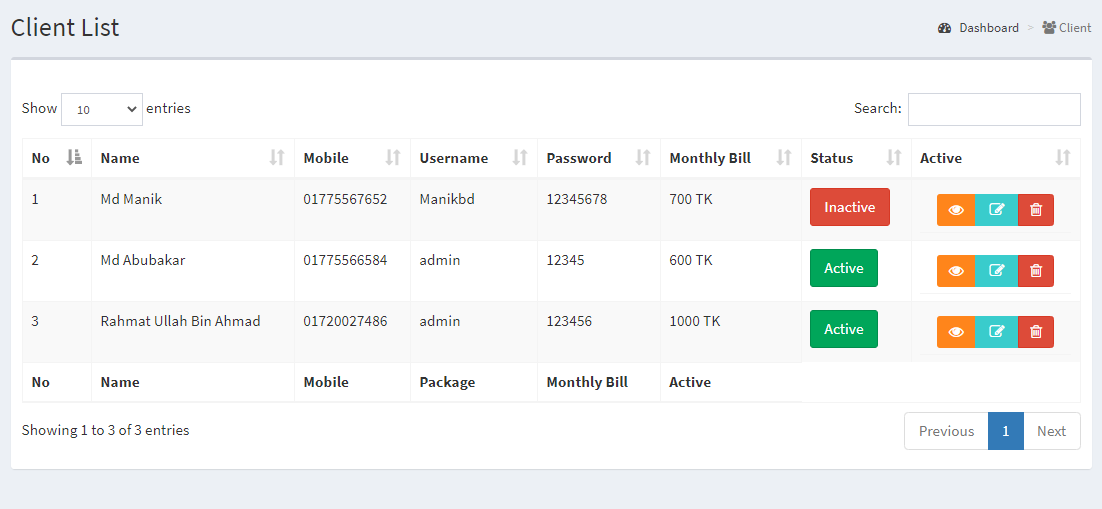 Client List
Dashboard > Client
Show 10 entries
Search:
No Name Mobile Username Password Monthly Bill Status Active
1 Md Manik 01775567652 Manikbd 12345678 700 TK Inactive
2 Md Abubakar 01775566584 admin 12345 600 TK Active
3 Rahmat Ullah Bin Ahmad 01720027486 admin 123456 1000 TK Active
No Name Mobile Package Monthly Bill Active
Showing 1 to 3 of 3 entries
Previous 1 Next